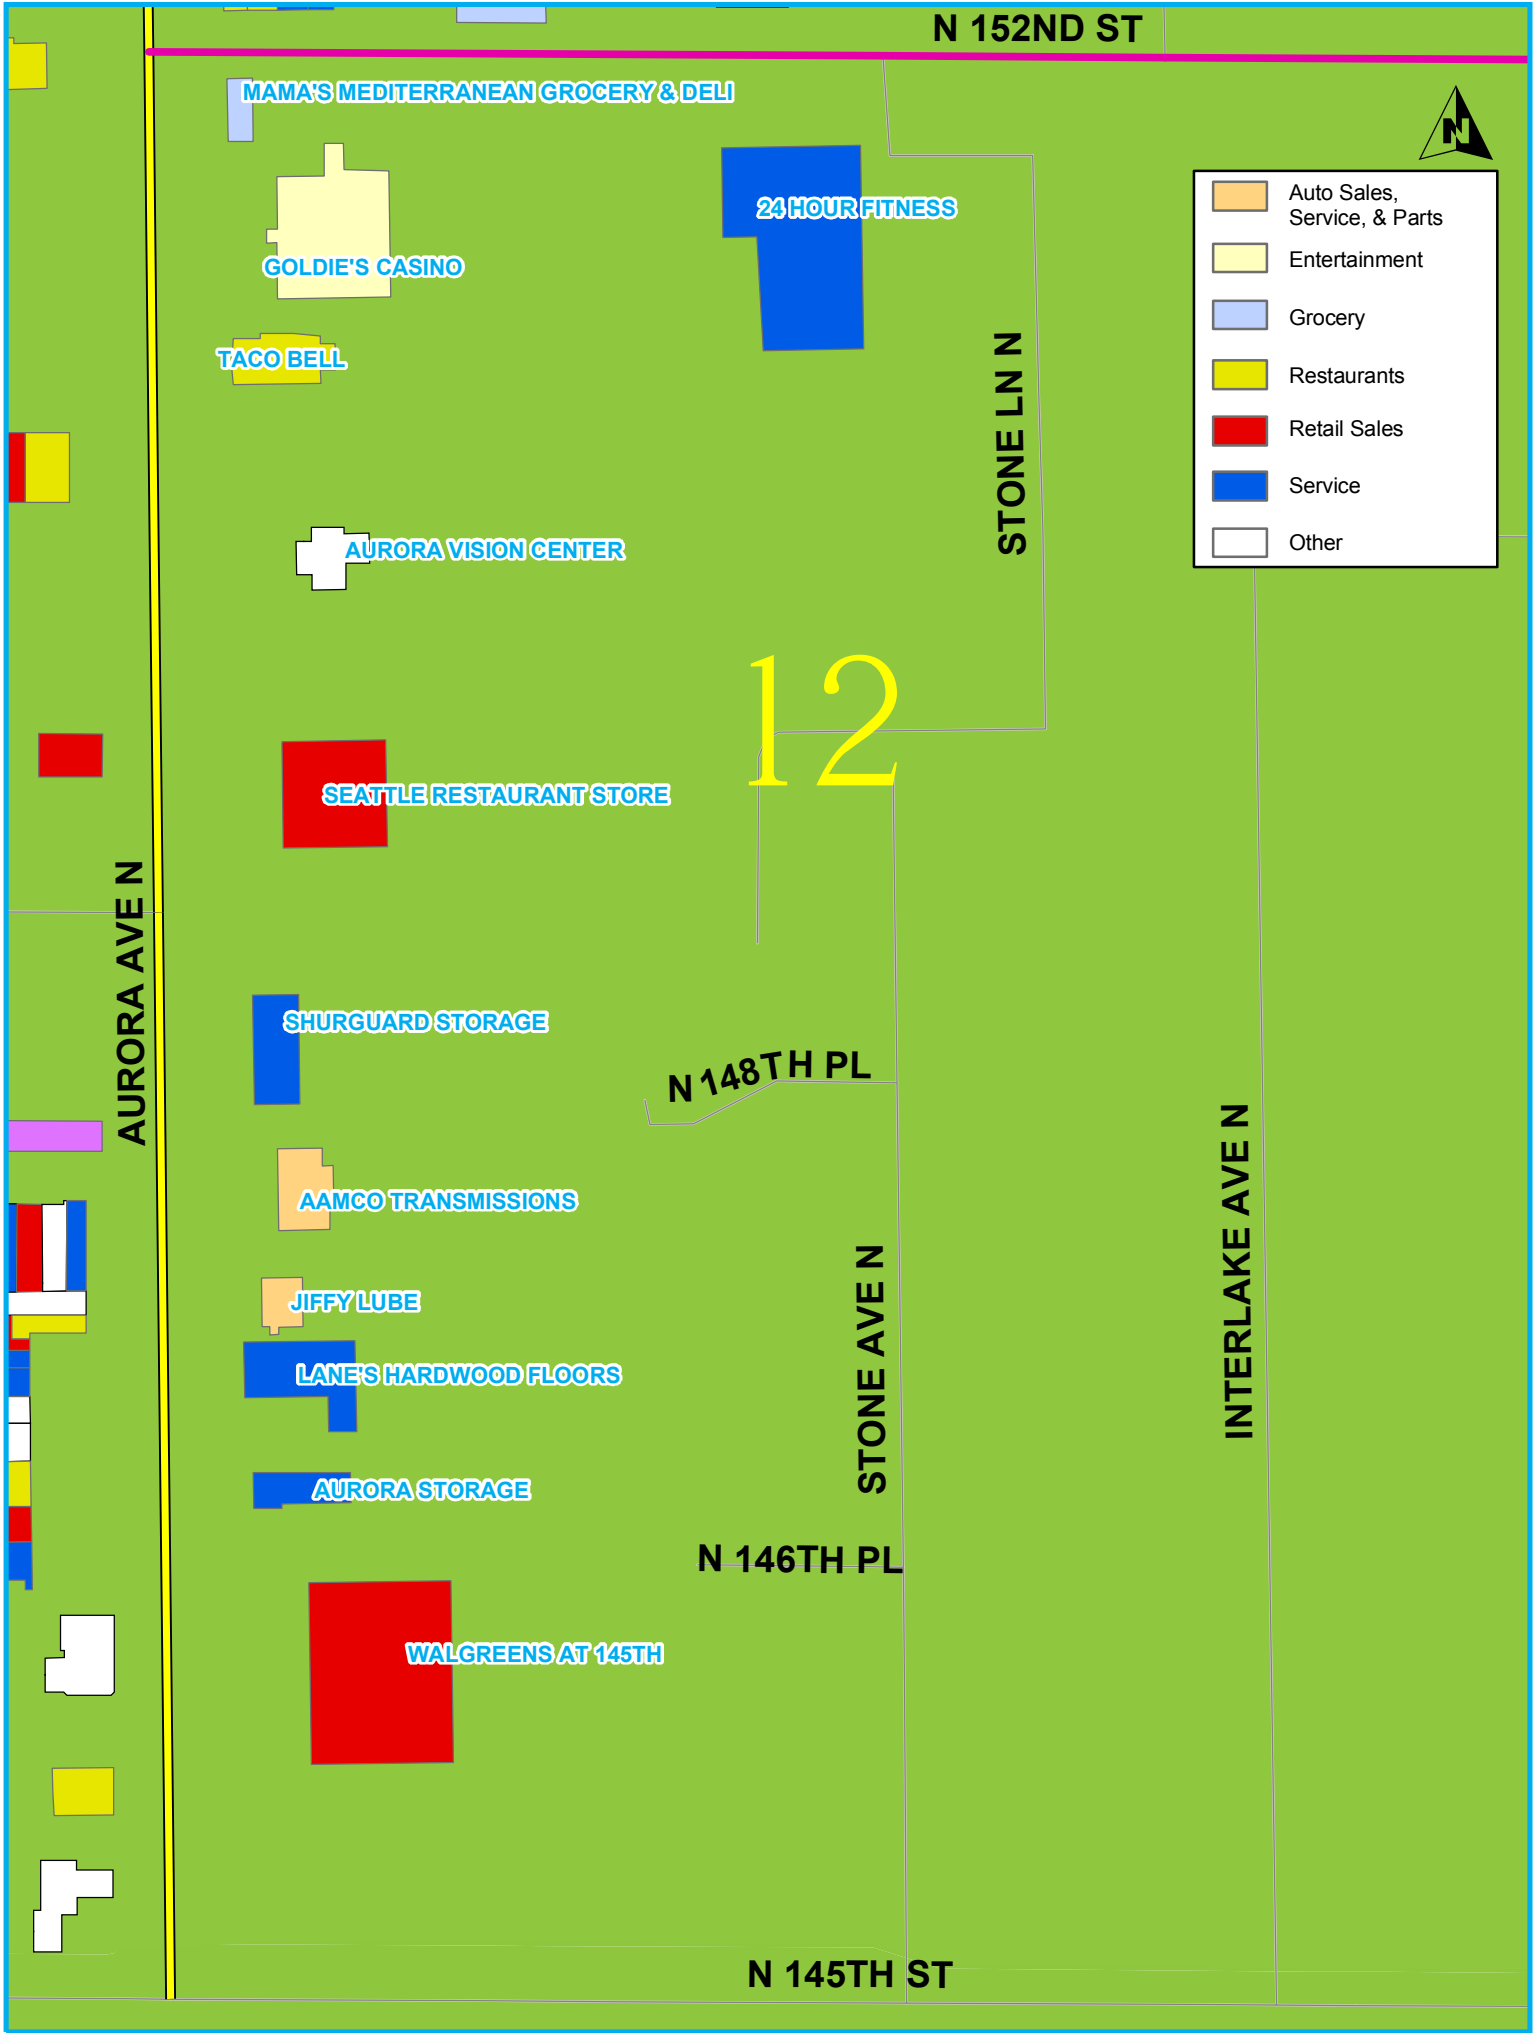 N 152ND ST
MAMA'S MEDITERRANEAN GROCERY & DELI
N
24 HOUR FITNESS
GOLDIE'S CASINO
TACO BELL
Auto Sales,
Service, & Parts
Entertainment
Grocery
Restaurants
Retail Sales
Service
Other
STONE LN N
AURORA VISION CENTER
12
SEATTLE RESTAURANT STORE
AURORA AVE N
SHURGUARD STORAGE
N 148TH PL
AAMCO TRANSMISSIONS
INTERLAKE AVE N
JIFFY LUBE
STONE AVE N
LANE'S HARDWOOD FLOORS
AURORA STORAGE
N 146TH PL
WALGREENS AT 145TH
N 145TH ST